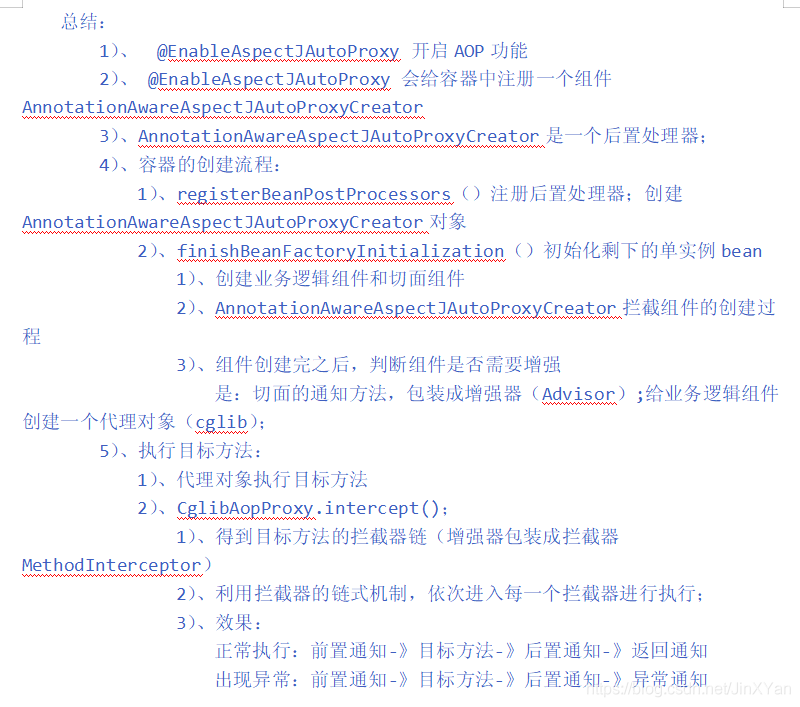 总结：
1）、 @EnableAspectJAutoProxy 开启 AOP 功能
2）、 @EnableAspectJAutoProxy 会给容器中注册一个组件
AnnotationAwareAspectJAutoProxyCreator
3）、AnnotationAwareAspectJAutoProxyCreator 是一个后置处理器；
4）、容器的创建流程：
1）、registerBeanPostProcessors（）注册后置处理器；创建
AnnotationAwareAspectJAutoProxyCreator 对象
2）、finishBeanFactoryInitialization（）初始化剩下的单实例 bean
1）、创建业务逻辑组件和切面组件
2）、AnnotationAwareAspectJAutoProxyCreator 拦截组件的创建过
程
3）、组件创建完之后，判断组件是否需要增强
是：切面的通知方法，包装成增强器（Advisor）;给业务逻辑组件
创建一个代理对象（cglib）；
5）、执行目标方法：
1）、代理对象执行目标方法
2）、CglibAopProxy.intercept()；
1）、得到目标方法的拦截器链（增强器包装成拦截器
MethodInterceptor）
2）、利用拦截器的链式机制，依次进入每一个拦截器进行执行；
3）、效果：
正常执行：前置通知-》目标方法-》后置通知-》返回通知
出现异常：前置通知-》目标方法-》后置通知-》异常通知
https://blog.csdn.net/JinXYan